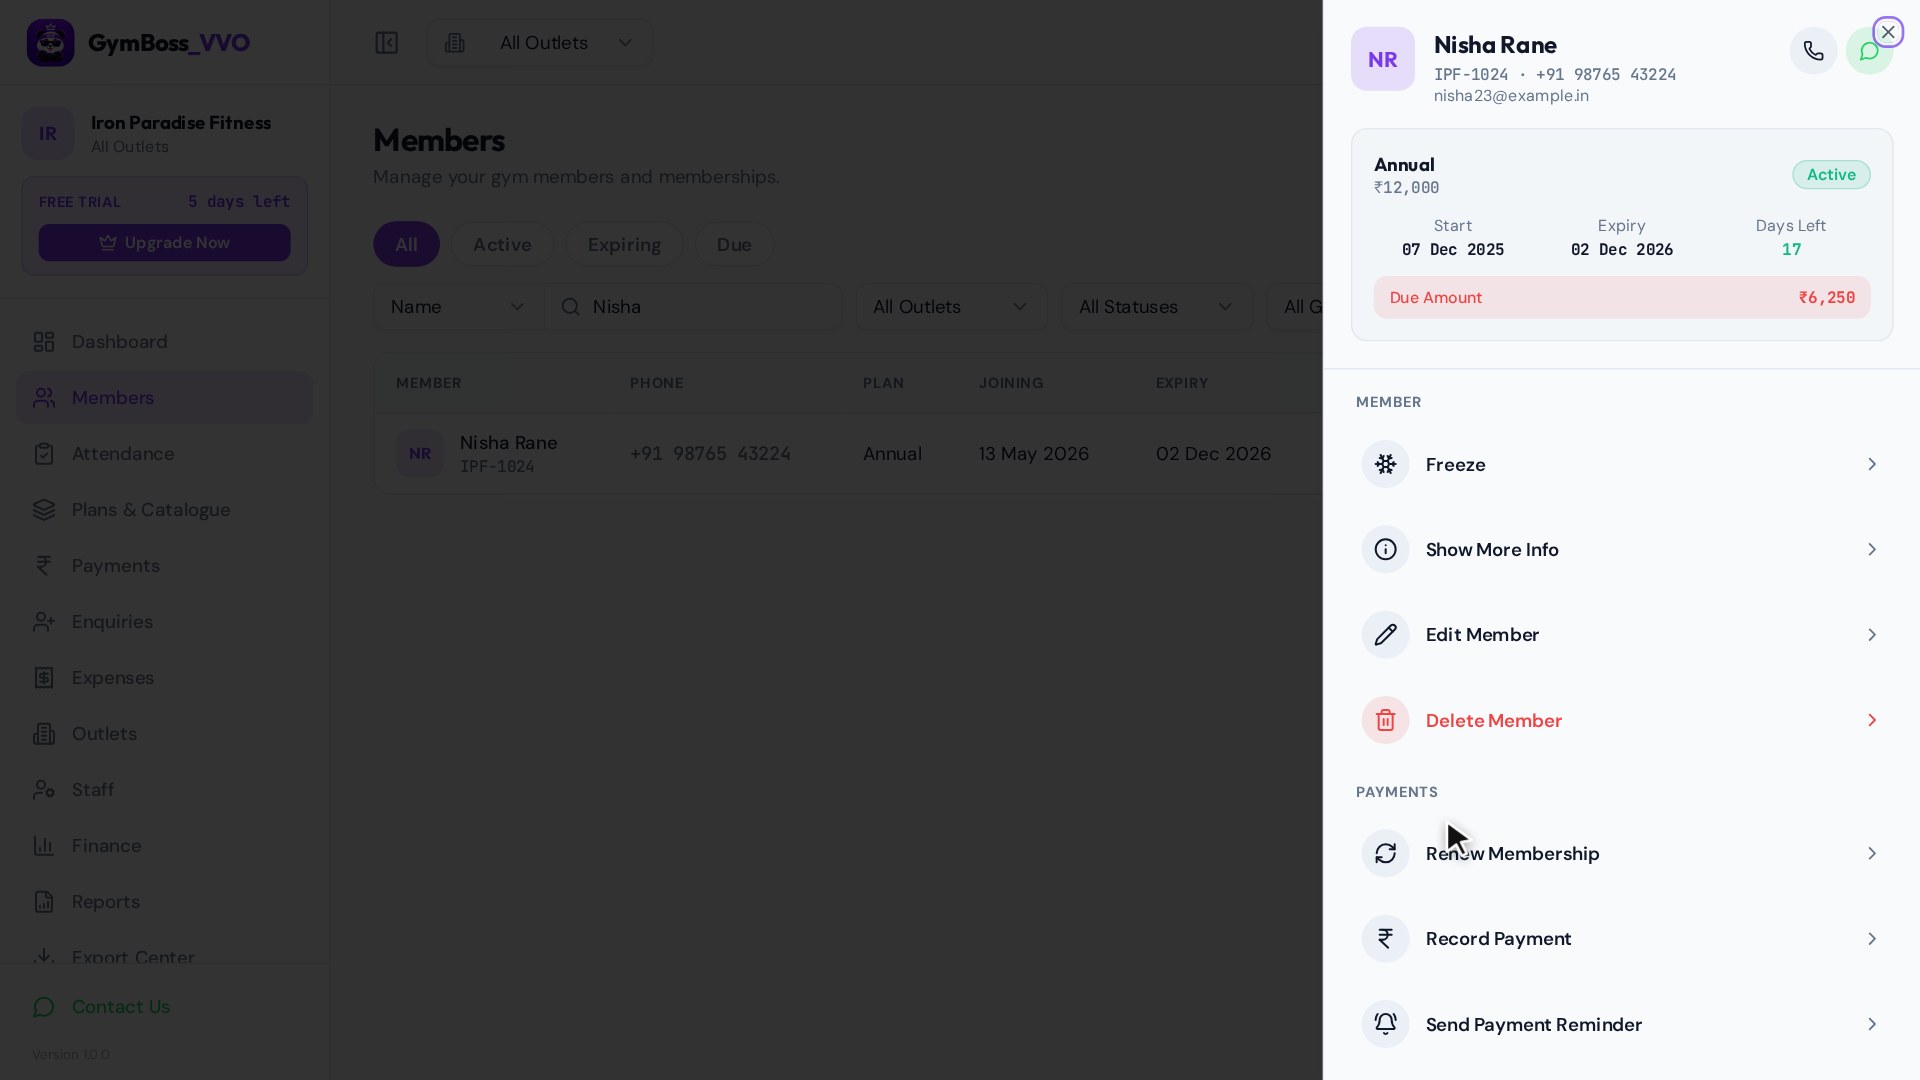 GymBoss_VVO
IR
Iron Paradise Fitness
All Outlets
FREE TRIAL
5 days left
Upgrade Now
Dashboard
Members
Attendance
Plans & Catalogue
Payments
Enquiries
Expenses
Outlets
Staff
Finance
Reports
Export Center
Contact Us
Version 1.0.0
All Outlets
Members
Manage your gym members and memberships.
All
Active
Expiring
Due
Name
Nisha
All Outlets
All Statuses
All G
MEMBER
PHONE
PLAN
JOINING
EXPIRY
NR
Nisha Rane
IPF-1024
+91 98765 43224
Annual
13 May 2026
02 Dec 2026
NR
Nisha Rane
IPF-1024 · +91 98765 43224
nisha23@example.in
Annual
₹12,000
Active
Start
07 Dec 2025
Expiry
02 Dec 2026
Days Left
17
Due Amount
₹6,250
MEMBER
Freeze
Show More Info
Edit Member
Delete Member
PAYMENTS
Renew Membership
Record Payment
Send Payment Reminder